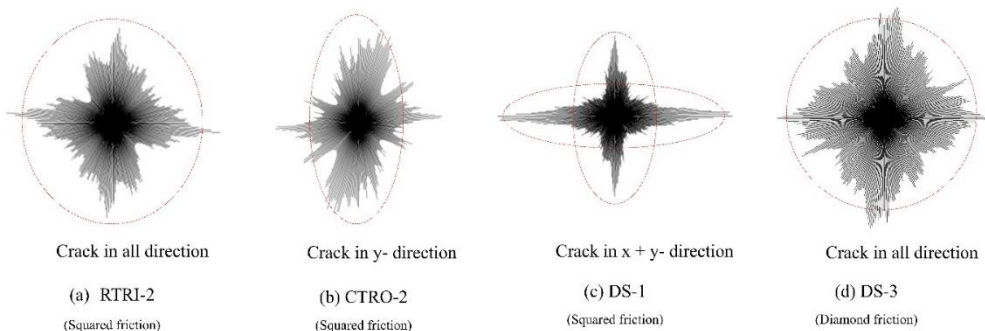 Crack in all direction
Crack in y- direction
Crack in x + y- direction
Crack in all direction
(a) RTRI-2
(b) CTRO-2
(c) DS-1
(d) DS-3
(Squared friction)
(Squared friction)
(Squared friction)
(Diamond friction)